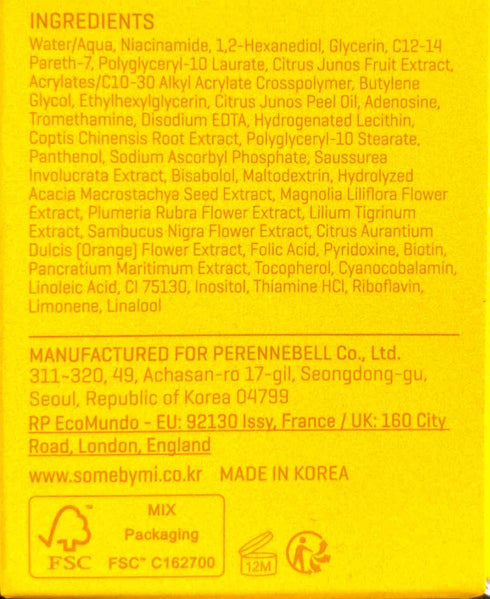 INGREDIENTS
Water/Aqua, Niacinamide, 1,2-Hexanediol, Glycerin, C12-14
Pareth-7, Polyglyceryl-10 Laurate, Citrus Junos Fruit Extract,
Acrylates/C10-30 Alkyl Acrylate Crosspolymer, Butylene
Glycol, Ethylhexylglycerin, Citrus Junos Peel Oil, Adenosine,
Tromethamine, Disodium EDTA, Hydrogenated Lecithin,
Coptis Chinensis Root Extract, Polyglyceryl-10 Stearate,
Panthenol, Sodium Ascorbyl Phosphate, Saussurea
Involucrata Extract, Bisabolol, Maltodextrin, Hydrolyzed
Acacia Macrostachya Seed Extract, Magnolia Liliflora Flower
Extract, Plumeria Rubra Flower Extract, Lilium Tigrinum
Extract, Sambucus Nigra Flower Extract, Citrus Aurantium
Dulcis (Orange) Flower Extract, Folic Acid, Pyridoxine, Biotin,
Pancratium Maritimum Extract, Tocopherol, Cyanocobalamin,
Linoleic Acid, CI 75130, Inositol, Thiamine HCl, Riboflavin,
Limonene, Linalool
MANUFACTURED FOR PERENNEBELL Co., Ltd.
311~320, 49, Achasan-ro 17-gil, Seongdong-gu,
Seoul, Republic of Korea 04799
RP EcoMundo - EU: 92130 Issy, France / UK: 160 City
Road, London, England
www.somebymi.co.kr MADE IN KOREA
MIX
Packaging
FSC FSC™ C162700
12M